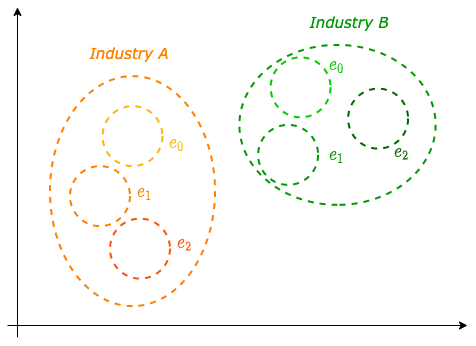 Industry A
e₀
e₁
e₂
Industry B
e₀
e₁
e₂